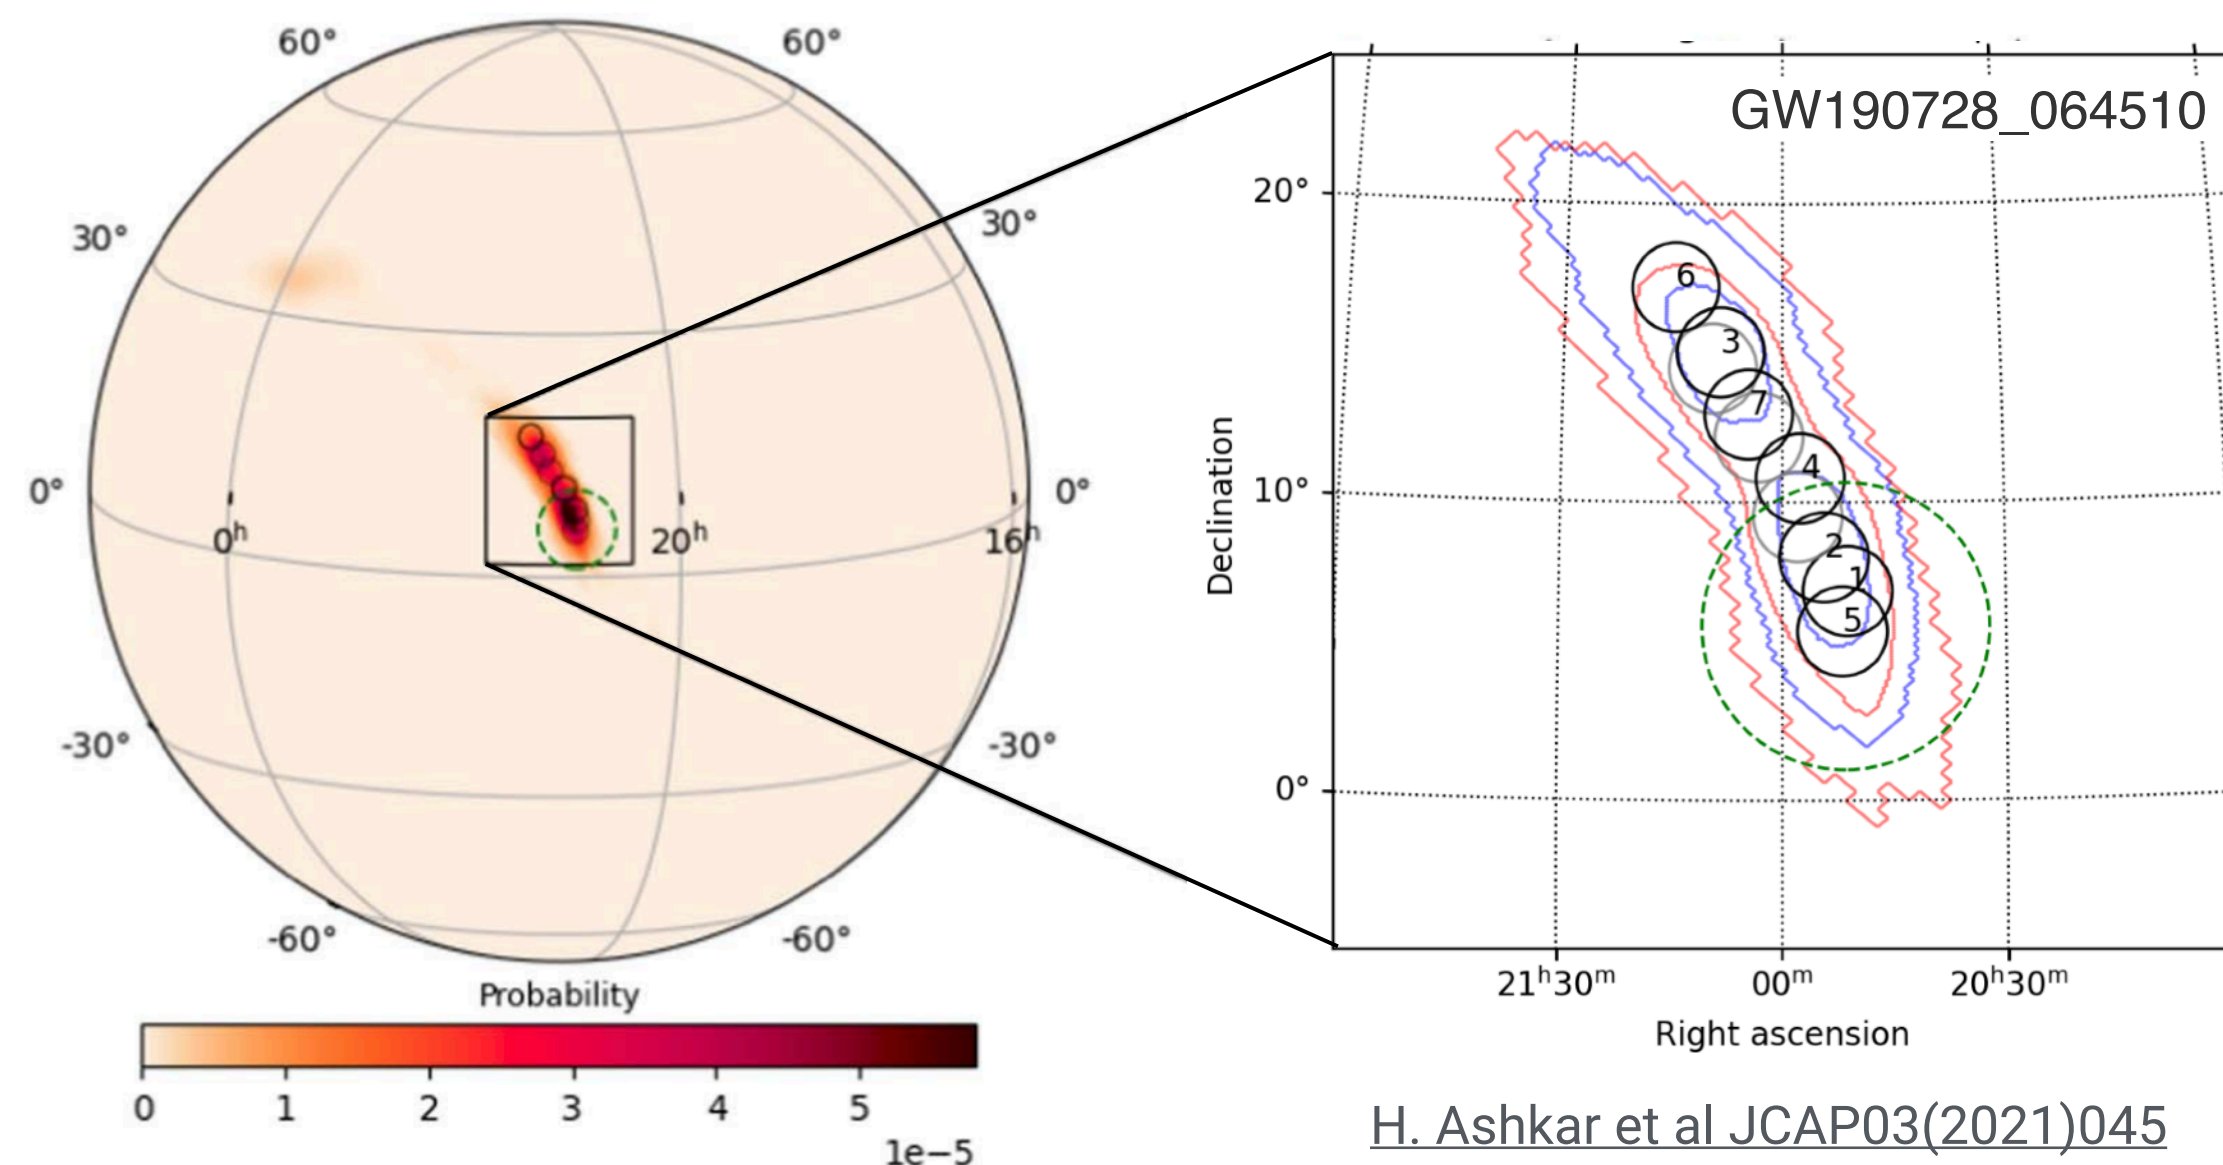 60°
60°
30°
30°
0°
0°
0h
20h
16h
-30°
-30°
-60°
-60°
Probability
0 1 2 3 4 5
1e−5
GW190728_064510
20°
10°
0°
Declination
6
3
7
4
2
1
5
21h30m 00m 20h30m
Right ascension
H. Ashkar et al JCAP03(2021)045